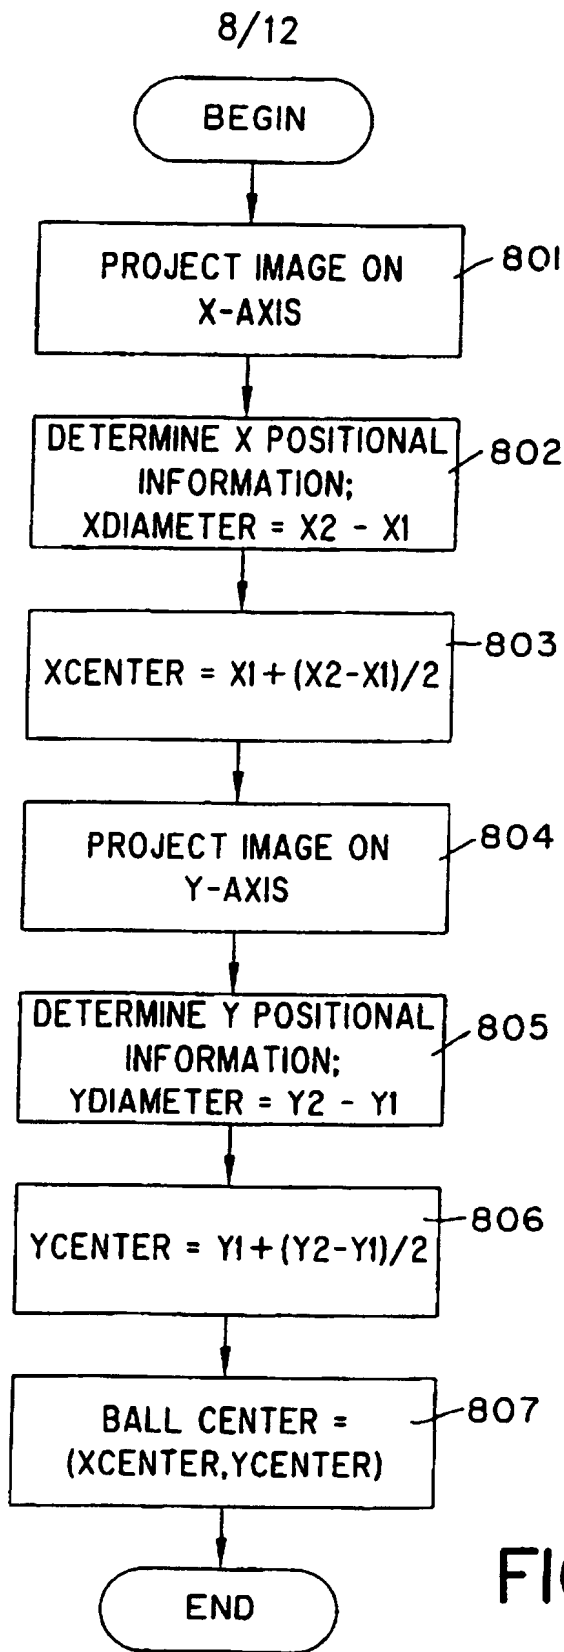 8/12
BEGIN
PROJECT IMAGE ON
X-AXIS
801
DETERMINE X POSITIONAL
INFORMATION;
XDIAMETER = X2 - X1
802
XCENTER = X1+(X2-X1)/2
803
PROJECT IMAGE ON
Y-AXIS
804
DETERMINE Y POSITIONAL
INFORMATION;
YDIAMETER = Y2 - Y1
805
YCENTER = Y1+(Y2-Y1)/2
806
BALL CENTER =
(XCENTER,YCENTER)
807
END